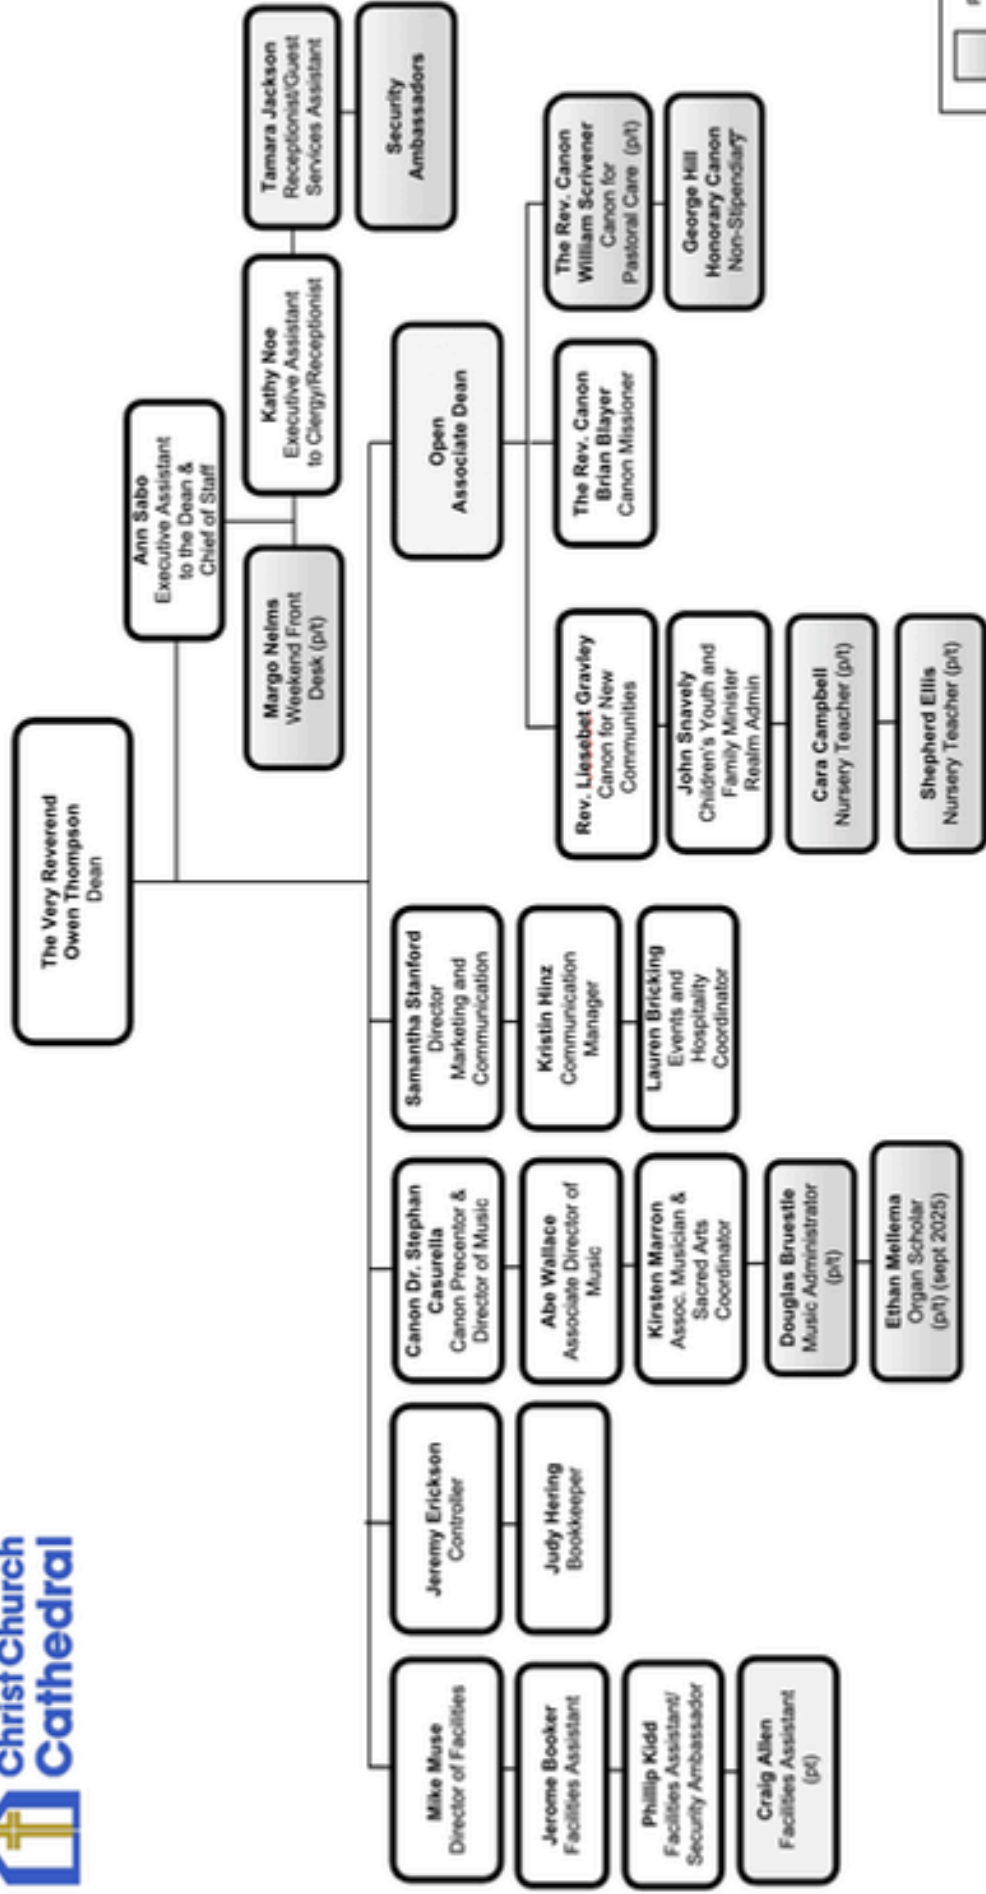 Christ Church
Cathedral
The Very Reverend
Owen Thompson
Dean
Ann Sabo
Executive Assistant
to the Dean &
Chief of Staff
Margo Nelms
Weekend Front
Desk (p/t)
Kathy Noe
Executive Assistant
to Clergy/Receptionist
Tamara Jackson
Receptionist/Guest
Services Assistant
Security
Ambassadors
Mike Muse
Director of Facilities
Jerome Booker
Facilities Assistant
Phillip Kidd
Facilities Assistant/
Security Ambassador
Craig Allen
Facilities Assistant
(pt)
Jeremy Erickson
Controller
Judy Hering
Bookkeeper
Canon Dr. Stephan
Casurella
Canon Precentor &
Director of Music
Abe Wallace
Associate Director of
Music
Kirsten Marron
Assoc. Musician &
Sacred Arts
Coordinator
Douglas Bruestle
Music Administrator
(p/t)
Ethan Mellema
Organ Scholar
(p/t) (sept 2025)
Samantha Stanford
Director
Marketing and
Communication
Kristin Hinz
Communication
Manager
Lauren Bricking
Events and
Hospitality
Coordinator
Open
Associate Dean
Rev. Liesebet Gravley
Canon for New
Communities
John Snavely
Children's Youth and
Family Minister
Realm Admin
Cara Campbell
Nursery Teacher (p/t)
Shepherd Ellis
Nursery Teacher (p/t)
The Rev. Canon
Brian Blayer
Canon Missioner
The Rev. Canon
William Scrivener
Canon for
Pastoral Care (p/t)
George Hill
Honorary Canon
Non-Stipendiary